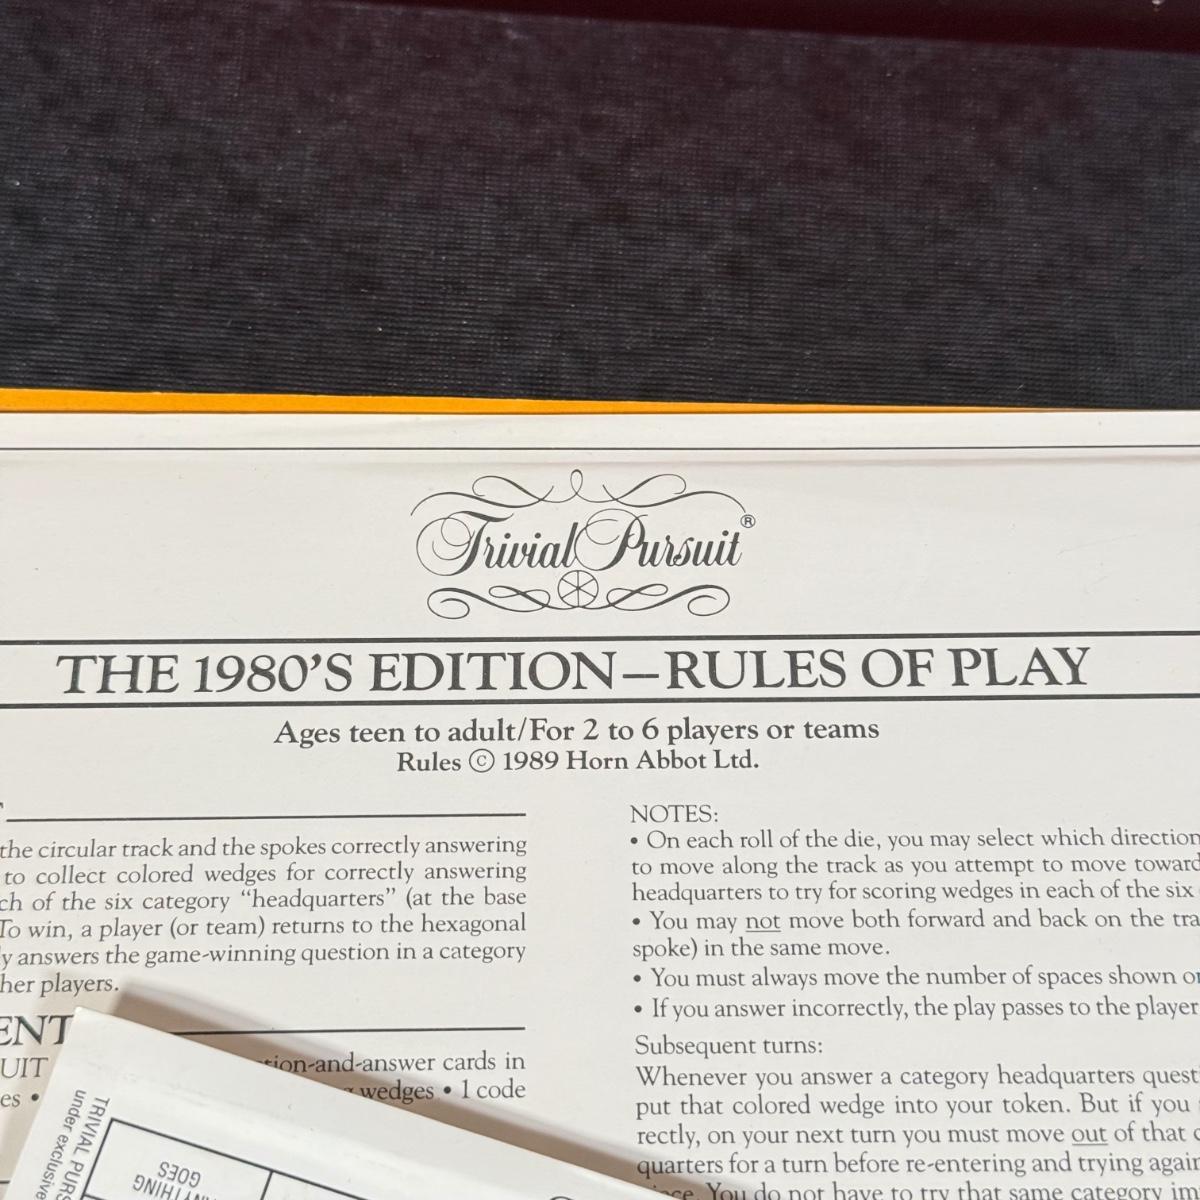 Trivial Pursuit®
THE 1980'S EDITION—RULES OF PLAY
Ages teen to adult/For 2 to 6 players or teams
Rules © 1989 Horn Abbot Ltd.
the circular track and the spokes correctly answering
to collect colored wedges for correctly answering
of the six category "headquarters" (at the base
To win, a player (or team) returns to the hexagonal
answers the game-winning question in a category
players.
UIT
-and-answer cards in
es • wedges • 1 code
NOTES:
• On each roll of the die, you may select which direction
to move along the track as you attempt to move toward
headquarters to try for scoring wedges in each of the six
• You may not move both forward and back on the
spoke) in the same move.
• You must always move the number of spaces shown
• If you answer incorrectly, the play passes to the player
Subsequent turns:
Whenever you answer a category headquarters
put that colored wedge into your token. But if you
rectly, on your next turn you must move out of that
quarters for a turn before re-entering and trying again
You do not have to try that same category
TRIVIAL PURS
under exclusive
ANYTHING
GOES